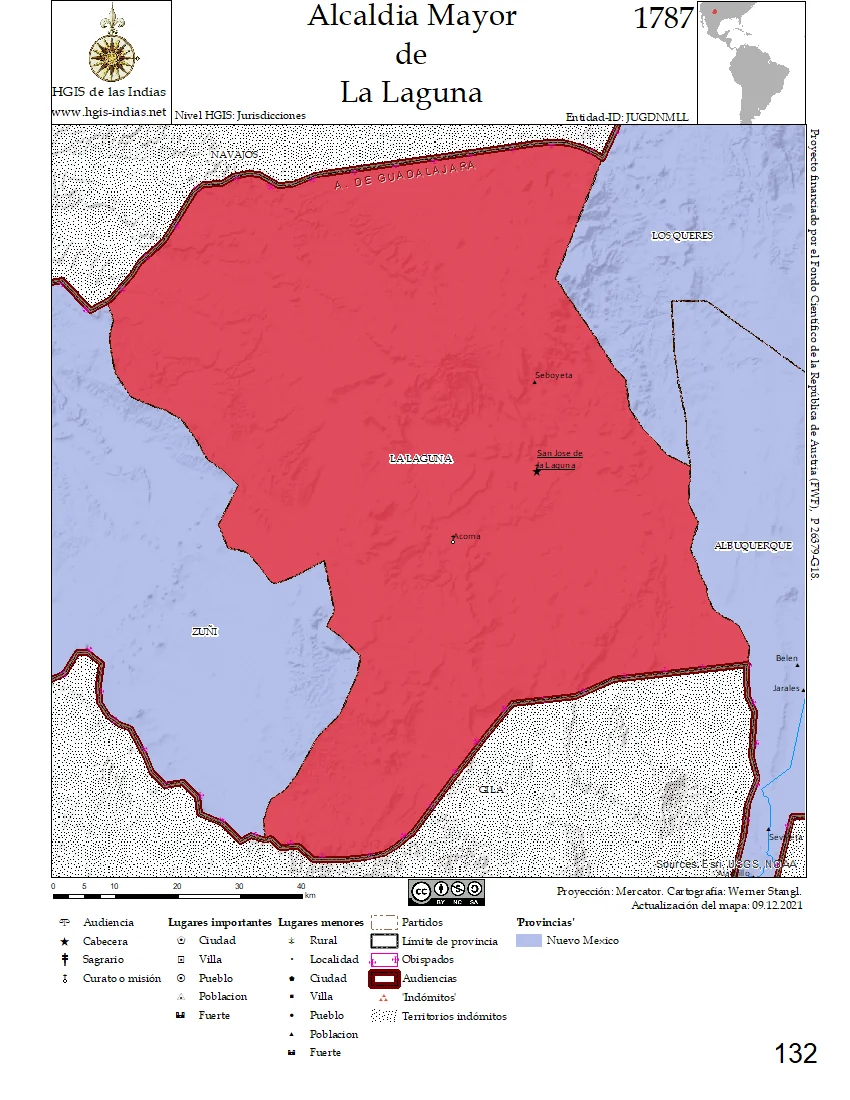 Alcaldia Mayor
de
La Laguna
1787
HGIS de las Indias
www.hgis-indias.net
Nivel HGIS: Jurisdicciones
Entidad-ID: JUGDNMLL
Proyecto financiado por el Fondo Científico de la República de Austria (FWF), P 26379-G18.
NAVAJOS
A. DE GUADALAJARA
LOS QUERES
Seboyeta
LA LAGUNA
San Jose de
la Laguna
Acoma
ALBUQUERQUE
ZUÑI
Belen
Jarales
GILA
Sevilleta
Sources: Esri, USGS, NOAA
0 5 10 20 30 40
km
CC BY NC SA
Proyección: Mercator. Cartografía: Werner Stangl.
Actualización del mapa: 09.12.2021
Audiencia
Cabecera
Sagrario
Curato o misión
Lugares importantes
Ciudad
Villa
Pueblo
Poblacion
Fuerte
Lugares menores
Rural
Localidad
Ciudad
Villa
Pueblo
Poblacion
Fuerte
Partidos
Límite de provincia
Obispados
Audiencias
'Indómitos'
Territorios indómitos
'Provincias'
Nuevo Mexico
132